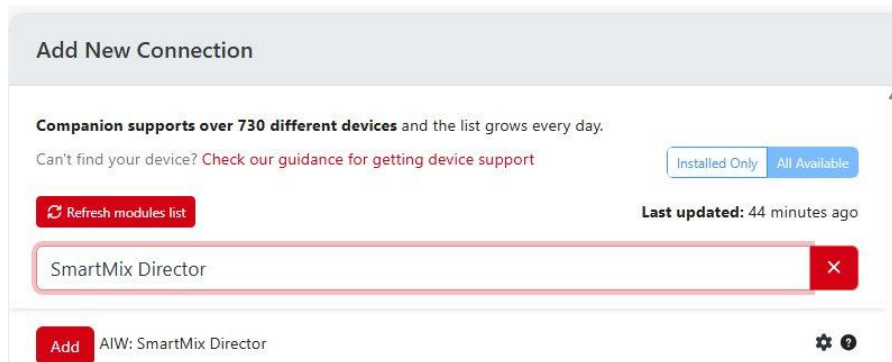 Add New Connection
Companion supports over 730 different devices and the list grows every day.
Can't find your device? Check our guidance for getting device support
Installed Only All Available
Refresh modules list
Last updated: 44 minutes ago
SmartMix Director
Add AIW: SmartMix Director